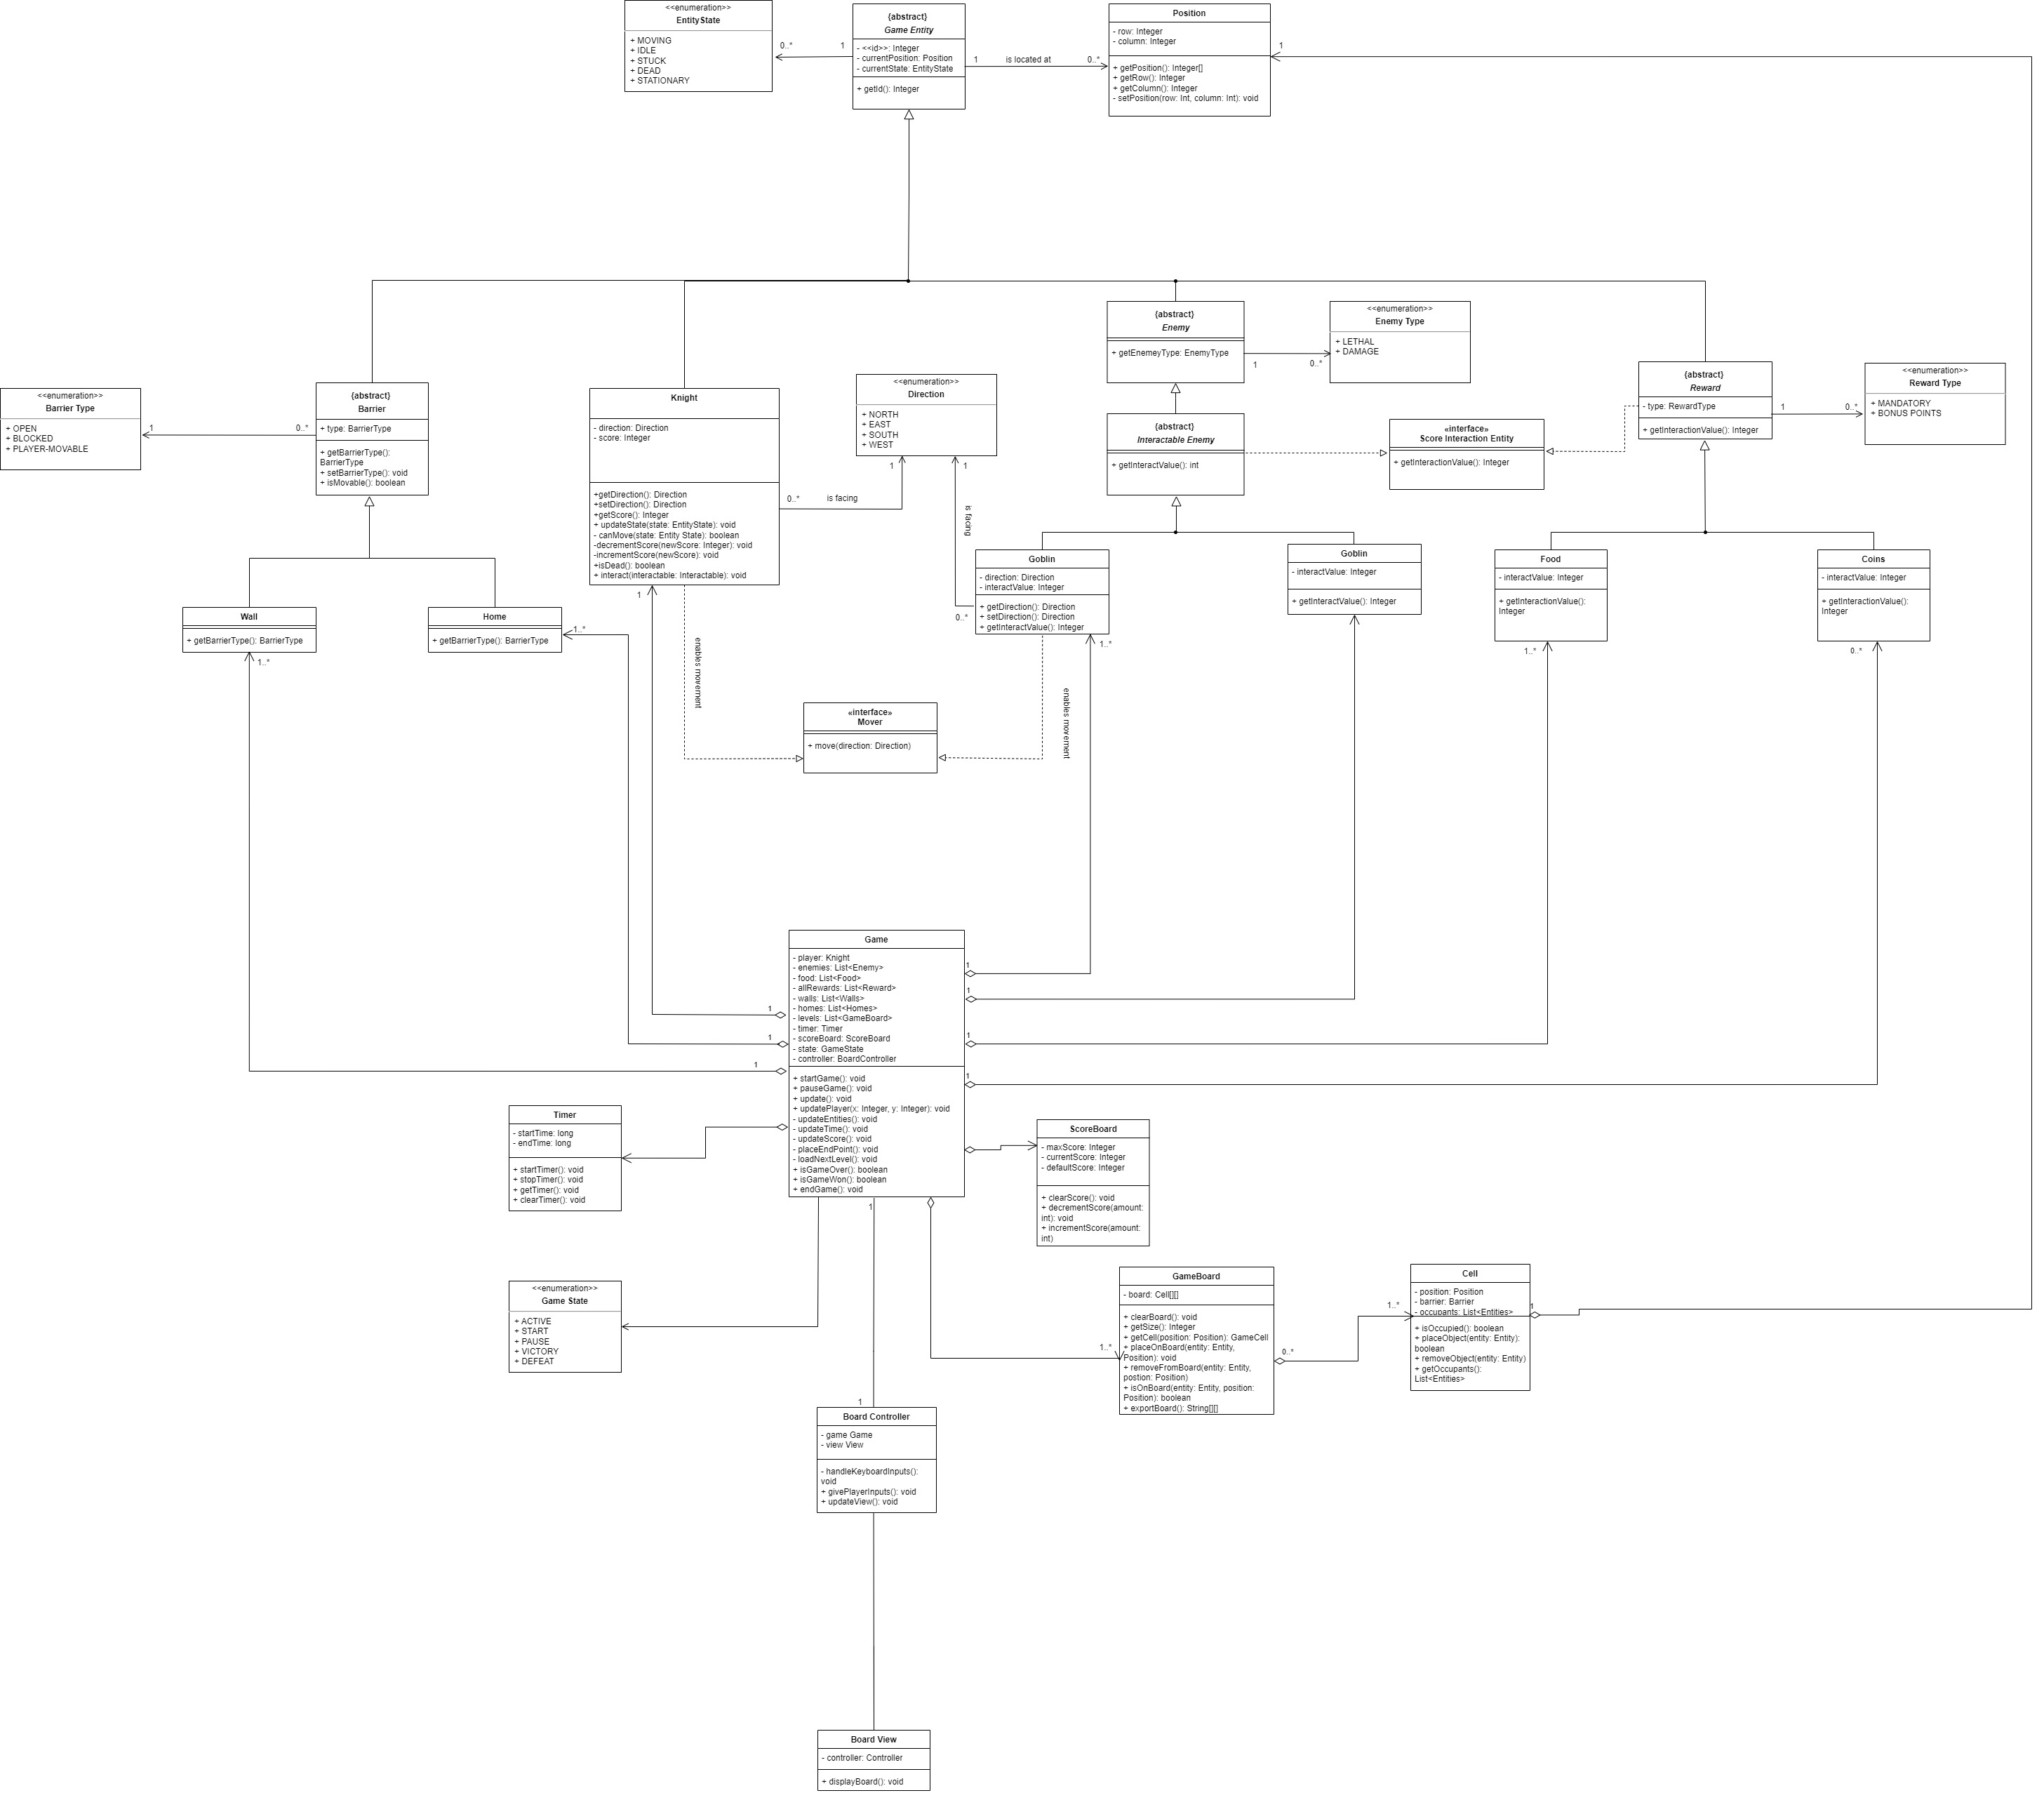 <<enumeration>>
EntityState
+ MOVING
+ IDLE
+ STUCK
+ DEAD
+ STATIONARY
0..*
1
{abstract}
Game Entity
- <<id>>: Integer
- currentPosition: Position
- currentState: EntityState
+ getId(): Integer
1
is located at
0..*
Position
- row: Integer
- column: Integer
+ getPosition(): Integer[]
+ getRow(): Integer
+ getColumn(): Integer
- setPosition(row: Int, column: Int): void
1
<<enumeration>>
Barrier Type
+ OPEN
+ BLOCKED
+ PLAYER-MOVABLE
1
0..*
{abstract}
Barrier
+ type: BarrierType
+ getBarrierType():
BarrierType
+ setBarrierType(): void
+ isMovable(): boolean
Knight
- direction: Direction
- score: Integer
+getDirection(): Direction
+setDirection(): Direction
+getScore(): Integer
+ updateState(state: EntityState): void
- canMove(state: Entity State): boolean
-decrementScore(newScore: Integer): void
-incrementScore(newScore): void
+isDead(): boolean
+ interact(interactable: Interactable): void
0..*
is facing
1
<<enumeration>>
Direction
+ NORTH
+ EAST
+ SOUTH
+ WEST
1
is facing
0..*
{abstract}
Enemy
+ getEnemeyType: EnemyType
1
0..*
<<enumeration>>
Enemy Type
+ LETHAL
+ DAMAGE
{abstract}
Interactable Enemy
+ getInteractValue(): int
«interface»
Score Interaction Entity
+ getInteractionValue(): Integer
{abstract}
Reward
- type: RewardType
+ getInteractionValue(): Integer
1
0..*
<<enumeration>>
Reward Type
+ MANDATORY
+ BONUS POINTS
Wall
+ getBarrierType(): BarrierType
1..*
Home
+ getBarrierType(): BarrierType
1..*
1
enables movement
Goblin
- direction: Direction
- interactValue: Integer
+ getDirection(): Direction
+ setDirection(): Direction
+ getInteractValue(): Integer
1..*
enables movement
Goblin
- interactValue: Integer
+ getInteractValue(): Integer
Food
- interactValue: Integer
+ getInteractionValue():
Integer
1..*
Coins
- interactValue: Integer
+ getInteractionValue():
Integer
0..*
«interface»
Mover
+ move(direction: Direction)
Game
- player: Knight
- enemies: List<Enemy>
- food: List<Food>
- allRewards: List<Reward>
- walls: List<Walls>
- homes: List<Homes>
- levels: List<GameBoard>
- timer: Timer
- scoreBoard: ScoreBoard
- state: GameState
- controller: BoardController
+ startGame(): void
+ pauseGame(): void
+ update(): void
+ updatePlayer(x: Integer, y: Integer): void
- updateEntities(): void
- updateTime(): void
- updateScore(): void
- placeEndPoint(): void
- loadNextLevel(): void
+ isGameOver(): boolean
+ isGameWon(): boolean
+ endGame(): void
1
1
1
1
1
1
1
1
Timer
- startTime: long
- endTime: long
+ startTimer(): void
+ stopTimer(): void
+ getTimer(): void
+ clearTimer(): void
ScoreBoard
- maxScore: Integer
- currentScore: Integer
- defaultScore: Integer
+ clearScore(): void
+ decrementScore(amount:
int): void
+ incrementScore(amount:
int)
<<enumeration>>
Game State
+ ACTIVE
+ START
+ PAUSE
+ VICTORY
+ DEFEAT
1..*
GameBoard
- board: Cell[][]
+ clearBoard(): void
+ getSize(): Integer
+ getCell(position: Position): GameCell
+ placeOnBoard(entity: Entity,
Position): void
+ removeFromBoard(entity: Entity,
postion: Position)
+ isOnBoard(entity: Entity, position:
Position): boolean
+ exportBoard(): String[][]
0..*
1..*
Cell
- position: Position
- barrier: Barrier
- occupants: List<Entities>
+ isOccupied(): boolean
+ placeObject(entity: Entity):
boolean
+ removeObject(entity: Entity)
+ getOccupants():
List<Entities>
1
1
Board Controller
- game Game
- view View
- handleKeyboardInputs():
void
+ givePlayerInputs(): void
+ updateView(): void
Board View
- controller: Controller
+ displayBoard(): void